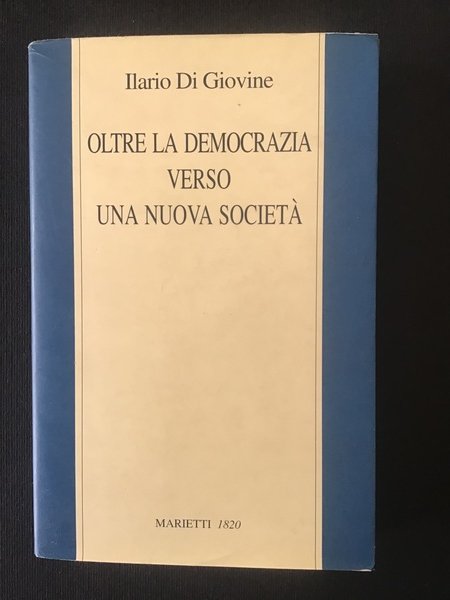 Ilario Di Giovine
OLTRE LA DEMOCRAZIA
VERSO
UNA NUOVA SOCIETÀ
MARIETTI 1820